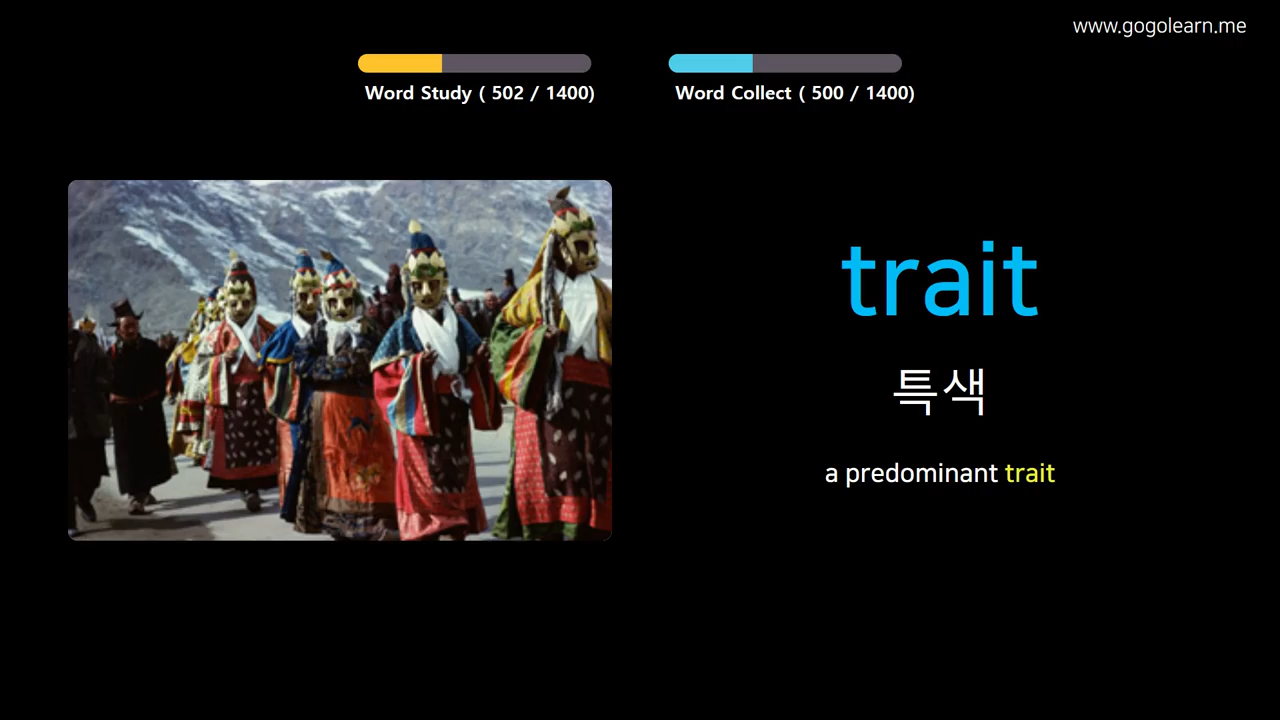 www.gogolearn.me
Word Study ( 502 / 1400)
Word Collect ( 500 / 1400)
trait
특색
a predominant trait